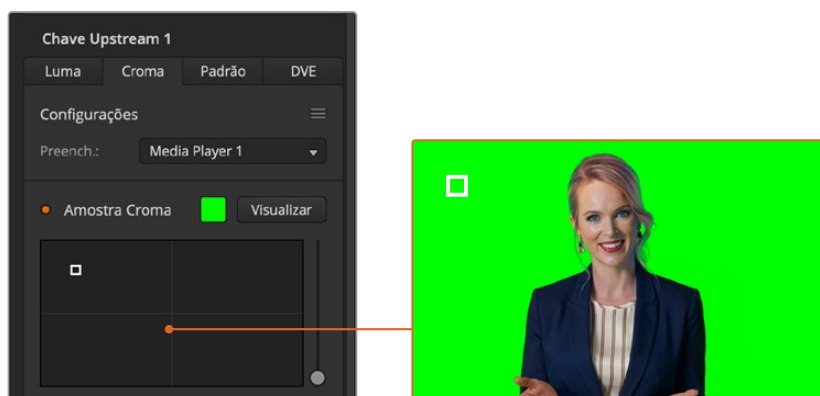 Chave Upstream 1
Luma Croma Padrão DVE
Configurações
Preench.: Media Player 1
Amostra Croma Visualizar